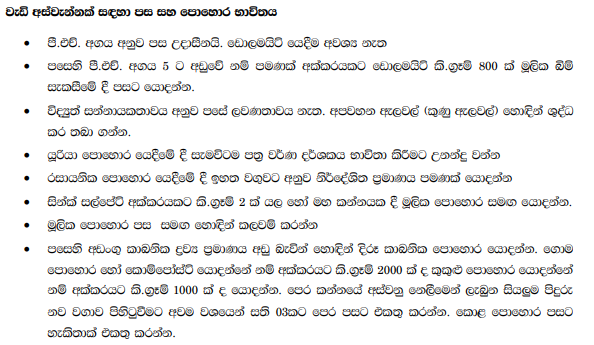 වැඩි අස්වැන්නක් සඳහා පස සහ පොහොර භාවිතය
• පී.එච්. අගය අනුව පස උදාසීනයි. ඩොලමයිට් යෙදීම අවශ්‍ය නැත
• පසෙහි පී.එච්. අගය 5 ට අඩුවේ නම් පමණක් අක්කරයකට ඩොලමයිට් කි.ග්‍රෑම් 800 ක් මූලික බිම්
සැකසීමේ දී පසට යොදන්න.
• විද්‍යුත් සන්නායකතාවය අනුව පසේ ලවණතාවය නැත. අපවහන ඇලවල් (කුණු ඇලවල්) හොඳින් ශුද්ධ
කර තබා ගන්න.
• යූරියා පොහොර යෙදීමේ දී සැමවිටම පත්‍ර වර්ණ දර්ශකය භාවිතා කිරීමට උනන්දු වන්න
• රසායනික පොහොර යෙදීමේ දී ඉහත වගුවට අනුව නිර්දේශිත ප්‍රමාණය පමණක් යොදන්න
• සින්ක් සල්පේට් අක්කරයකට කි.ග්‍රෑම් 2 ක් යල හෝ මහ කන්නයක දී මූලික පොහොර සමඟ යොදන්න.
• මූලික පොහොර පස සමඟ හොඳින් කලවම් කරන්න
• පසෙහි අඩංගු කාබනික ද්‍රව්‍ය ප්‍රමාණය අඩු බැවින් හොඳින් දිරූ කාබනික පොහොර යොදන්න. ගොම
පොහොර හෝ කොම්පෝස්ට් යොදන්නේ නම් අක්කරයට කි.ග්‍රෑම් 2000 ක් ද කුකුළු පොහොර යොදන්නේ
නම් අක්කරයට කි.ග්‍රෑම් 1000 ක් ද යොදන්න. පෙර කන්නයේ අස්වනු නෙලීමෙන් ලැබුන සියලුම පිදුරු
නව වගාව පිහිටුවීමට අවම වශයෙන් සති 03කට පෙර පසට එකතු කරන්න. කොළ පොහොර පසට
හැකිතාක් එකතු කරන්න.